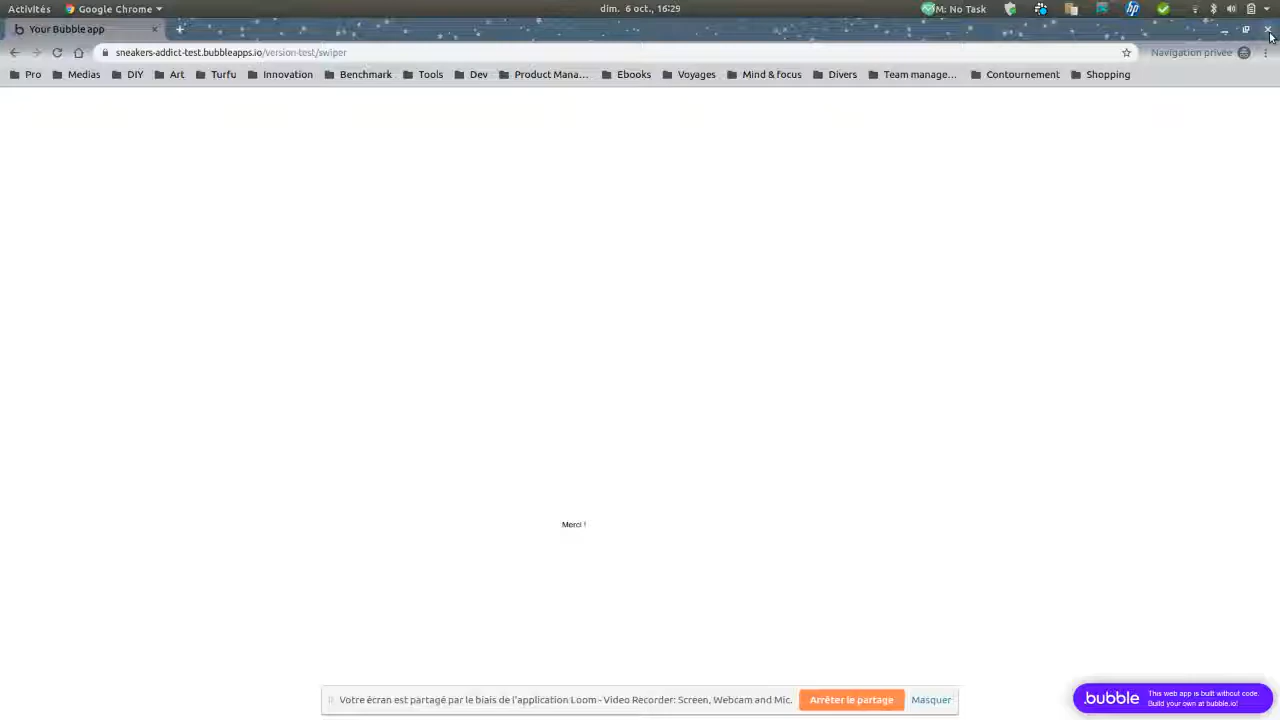 Activités Google Chrome dim. 6 oct., 16:29 M: No Task
Your Bubble app
sneakers-addict-test.bubbleapps.io/version-test/swiper Navigation privée
Pro Medias DIY Art Turfu Innovation Benchmark Tools Dev Product Mana... Ebooks Voyages Mind & focus Divers Team manage... Contournement Shopping
Merci !
Votre écran est partagé par le biais de l'application Loom - Video Recorder: Screen, Webcam and Mic. Arrêter le partage Masquer
.bubble
This web app is built without code.
Build your own at bubble.io!